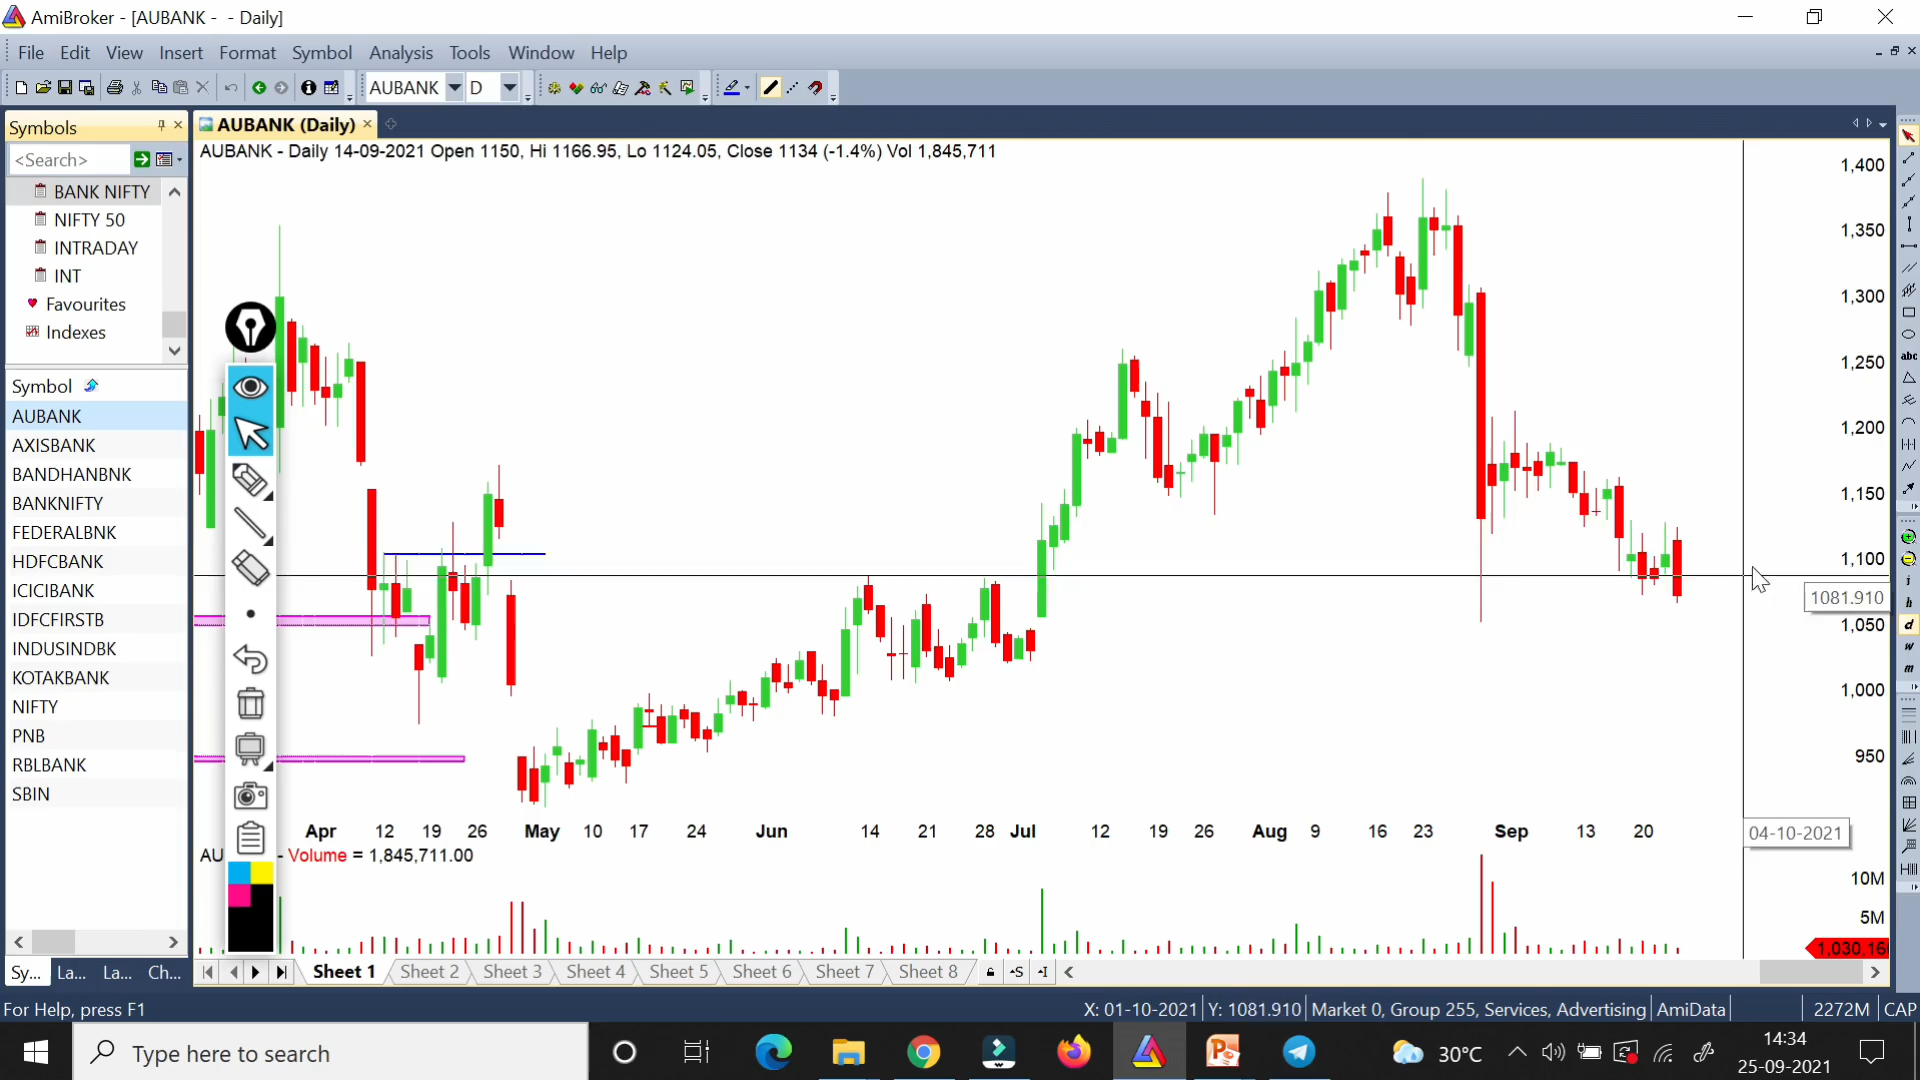 AmiBroker - [AUBANK -  - Daily]
File Edit View Insert Format Symbol Analysis Tools Window Help
AUBANK D
Symbols
AUBANK (Daily)
<Search>
AUBANK - Daily 14-09-2021 Open 1150, Hi 1166.95, Lo 1124.05, Close 1134 (-1.4%) Vol 1,845,711
BANK NIFTY
NIFTY 50
INTRADAY
INT
Favourites
Indexes
Symbol
AUBANK
AXISBANK
BANDHANBNK
BANKNIFTY
FEDERALBNK
HDFCBANK
ICICIBANK
IDFCFIRSTB
INDUSINDBK
KOTAKBANK
NIFTY
PNB
RBLBANK
SBIN
1,400
1,350
1,300
1,250
1,200
1,150
1,100
1081.910
1,050
1,000
950
Apr 12 19 26 May 10 17 24 Jun 14 21 28 Jul 12 19 26 Aug 9 16 23 Sep 13 20
04-10-2021
AU - Volume = 1,845,711.00
10M
5M
1,030,16
abc
i
h
d
w
m
Sy... La... La... Ch...
Sheet 1 Sheet 2 Sheet 3 Sheet 4 Sheet 5 Sheet 6 Sheet 7 Sheet 8
For Help, press F1
X: 01-10-2021 Y: 1081.910 Market 0, Group 255, Services, Advertising AmiData 2272M CAP
Type here to search
30°C
14:34
25-09-2021